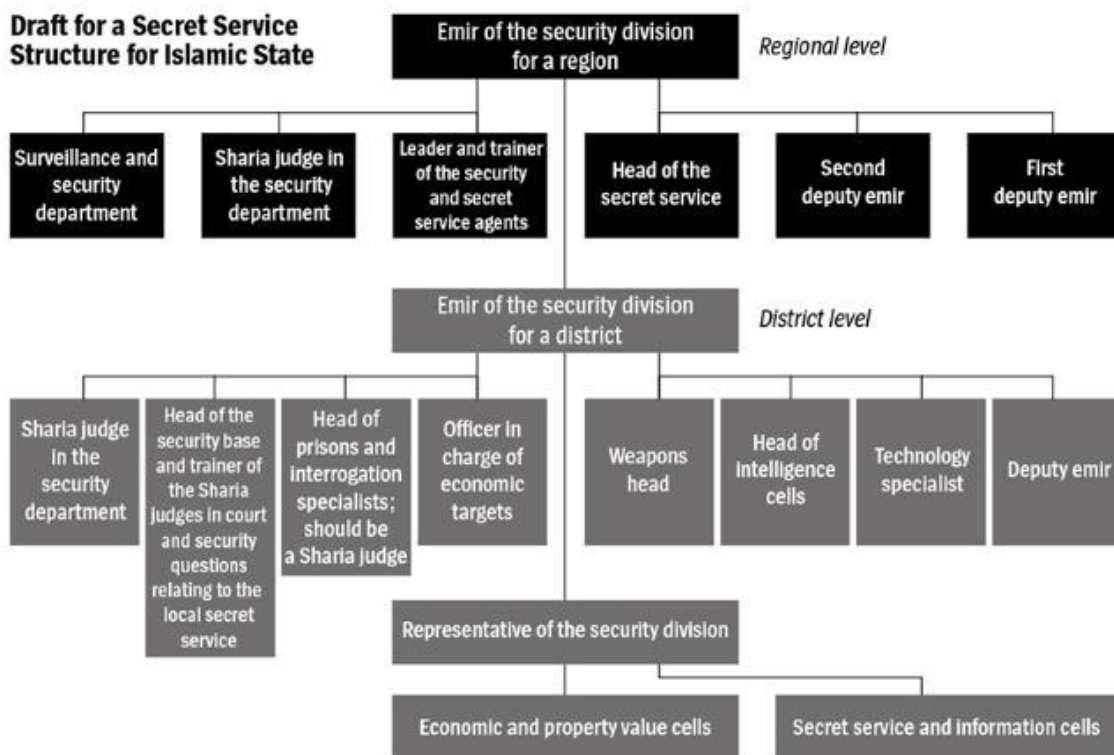 Draft for a Secret Service
Structure for Islamic State
Emir of the security division
for a region
Regional level
Surveillance and
security
department
Sharia judge in
the security
department
Leader and trainer
of the security
and secret
service agents
Head of the
secret service
Second
deputy emir
First
deputy emir
Emir of the security division
for a district
District level
Sharia judge
in the
security
department
Head of the
security base
and trainer of
the Sharia
judges in court
and security
questions
relating to the
local secret
service
Head of
prisons and
interrogation
specialists;
should be
a Sharia judge
Officer in
charge of
economic
targets
Weapons
head
Head of
intelligence
cells
Technology
specialist
Deputy emir
Representative of the security division
Economic and property value cells
Secret service and information cells